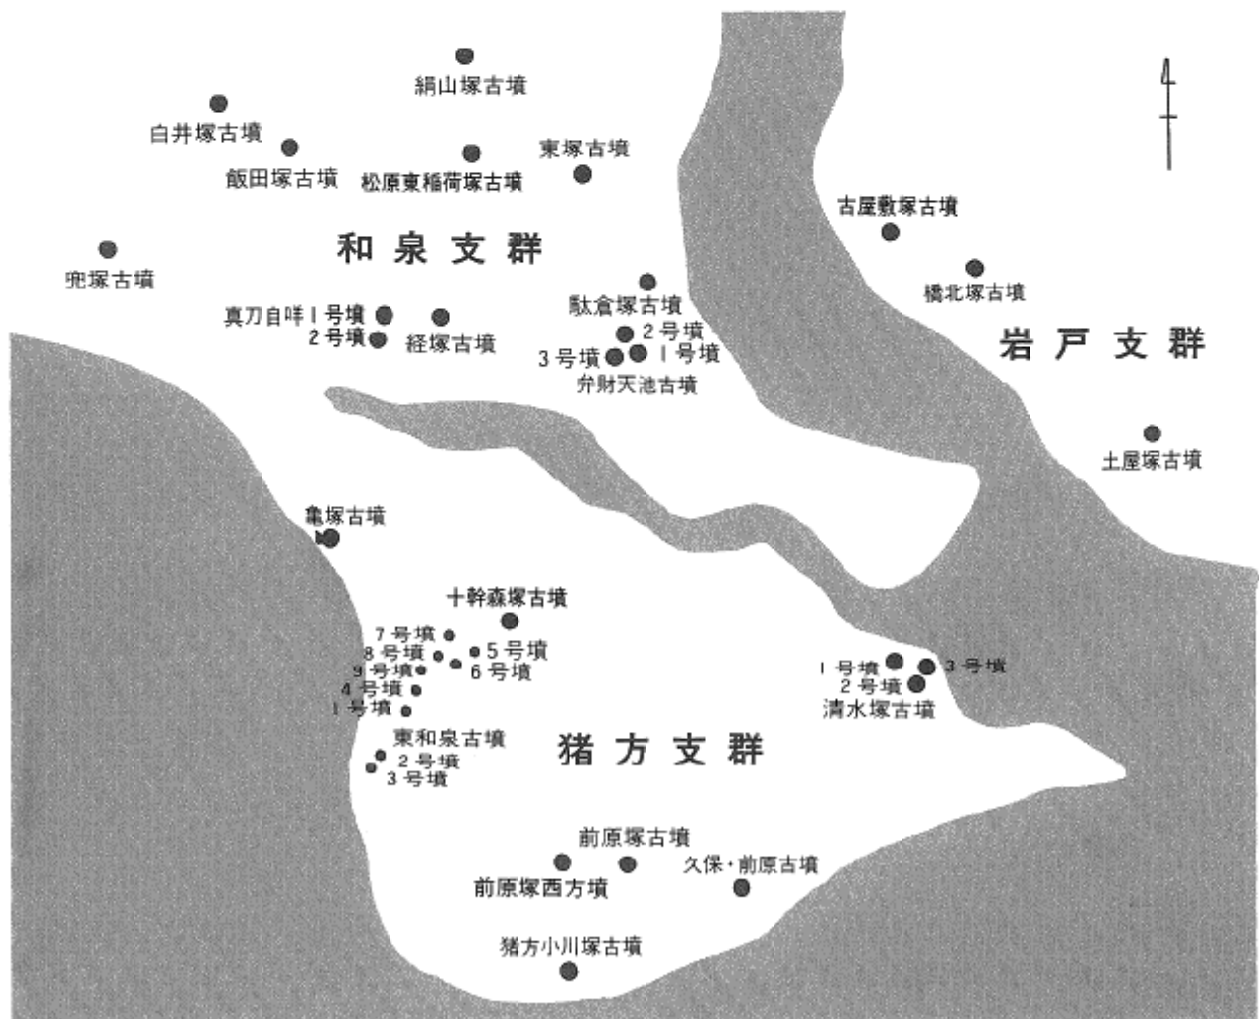 絹山塚古墳
白井塚古墳
飯田塚古墳
松原東稲荷塚古墳
東塚古墳
古屋敷塚古墳
和泉支群
兜塚古墳
橋北塚古墳
真刀自咩1号墳
2号墳
経塚古墳
駄倉塚古墳
2号墳
3号墳
1号墳
弁財天池古墳
岩戸支群
土屋塚古墳
亀塚古墳
十幹森塚古墳
7号墳
8号墳
5号墳
9号墳
6号墳
4号墳
1号墳
東和泉古墳
2号墳
3号墳
1号墳
3号墳
2号墳
清水塚古墳
猪方支群
前原塚古墳
前原塚西方墳
久保・前原古墳
猪方小川塚古墳